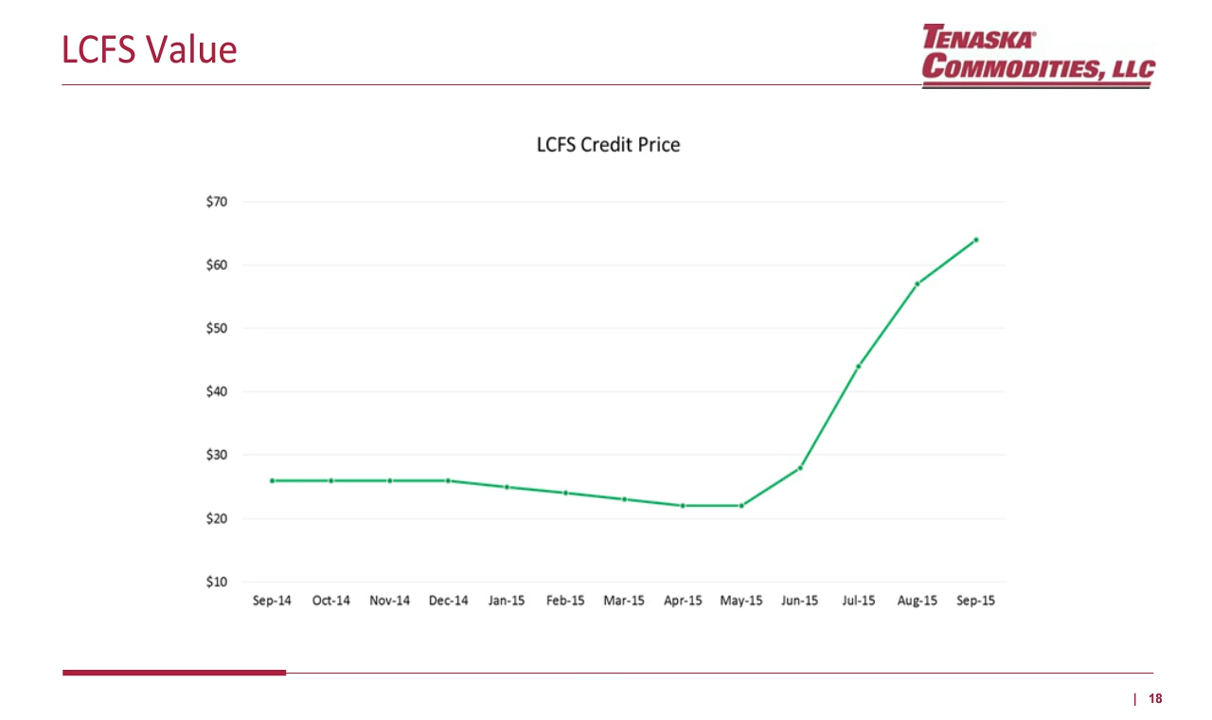 LCFS Value
TENASKA®
COMMODITIES, LLC
LCFS Credit Price
$70
$60
$50
$40
$30
$20
$10
Sep-14 Oct-14 Nov-14 Dec-14 Jan-15 Feb-15 Mar-15 Apr-15 May-15 Jun-15 Jul-15 Aug-15 Sep-15
| 18